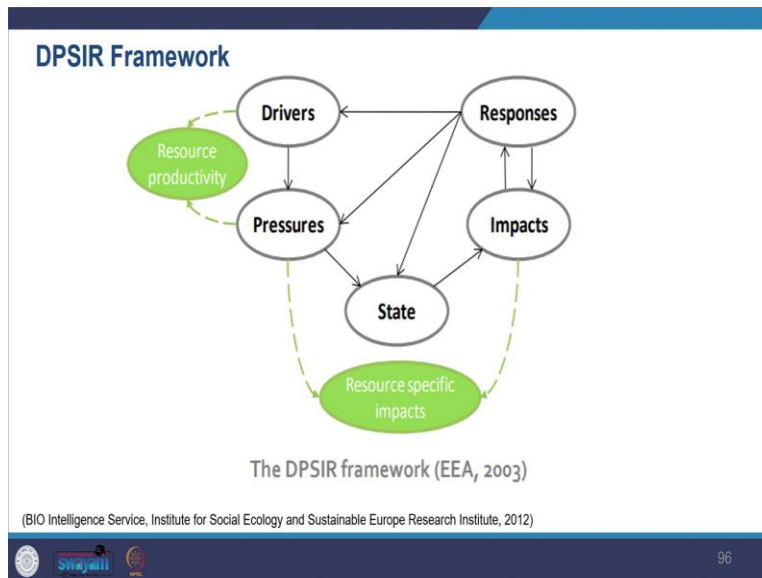 DPSIR Framework
Drivers
Responses
Resource
productivity
Pressures
Impacts
State
Resource specific
impacts
The DPSIR framework (EEA, 2003)
(BIO Intelligence Service, Institute for Social Ecology and Sustainable Europe Research Institute, 2012)
swayam
96